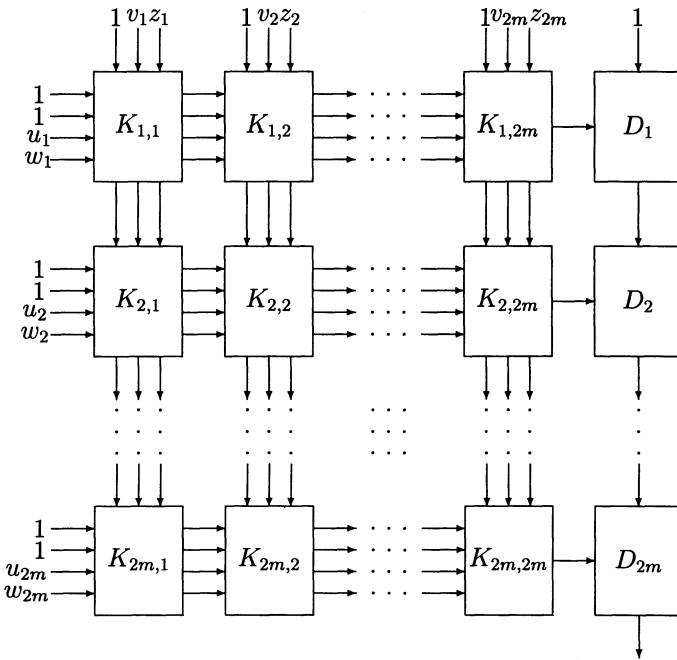 1 v₁ z₁ 1 v₂ z₂ 1 v₂ₘ z₂ₘ 1
1
1
u₁
w₁
K₁,₁ K₁,₂ · · · K₁,₂ₘ D₁
1
1
u₂
w₂
K₂,₁ K₂,₂ · · · K₂,₂ₘ D₂
· · ·
1
1
u₂ₘ
w₂ₘ
K₂ₘ,₁ K₂ₘ,₂ · · · K₂ₘ,₂ₘ D₂ₘ